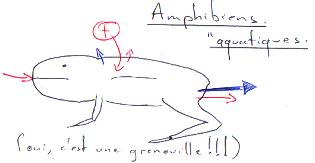 Amphibiens.
"aquatiques.
+
(oui, c'est une grenouille!!!)